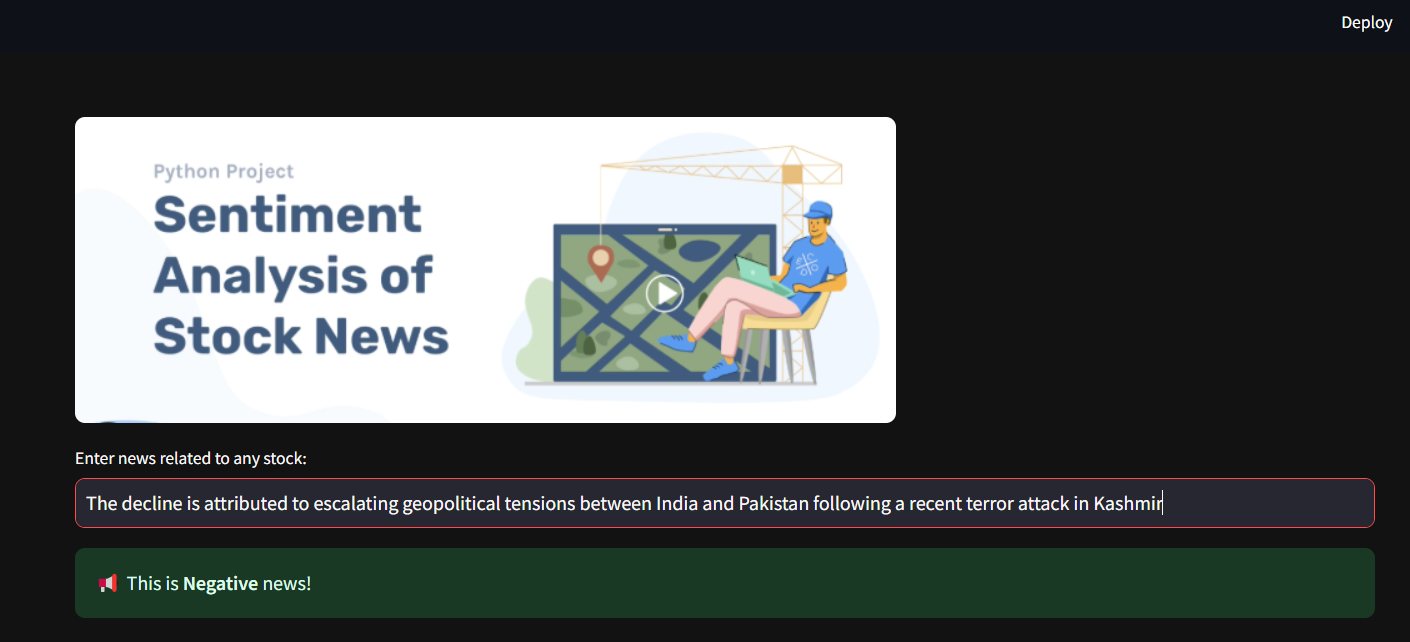 Deploy
Python Project
Sentiment
Analysis of
Stock News
Enter news related to any stock:
The decline is attributed to escalating geopolitical tensions between India and Pakistan following a recent terror attack in Kashmir
This is Negative news!